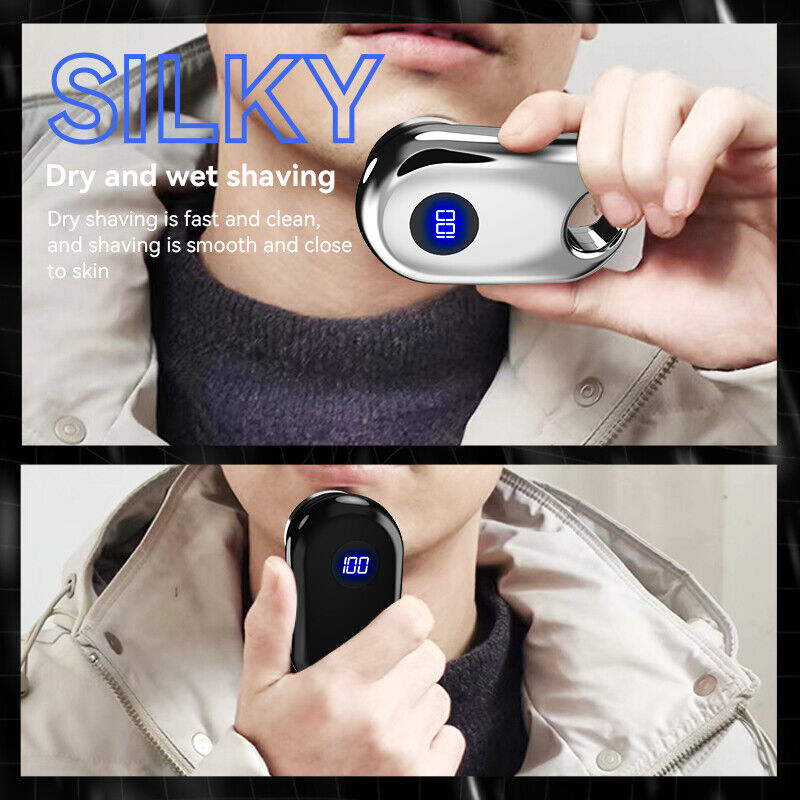 SILKY
Dry and wet shaving
Dry shaving is fast and clean,
and shaving is smooth and close
to skin
100
100